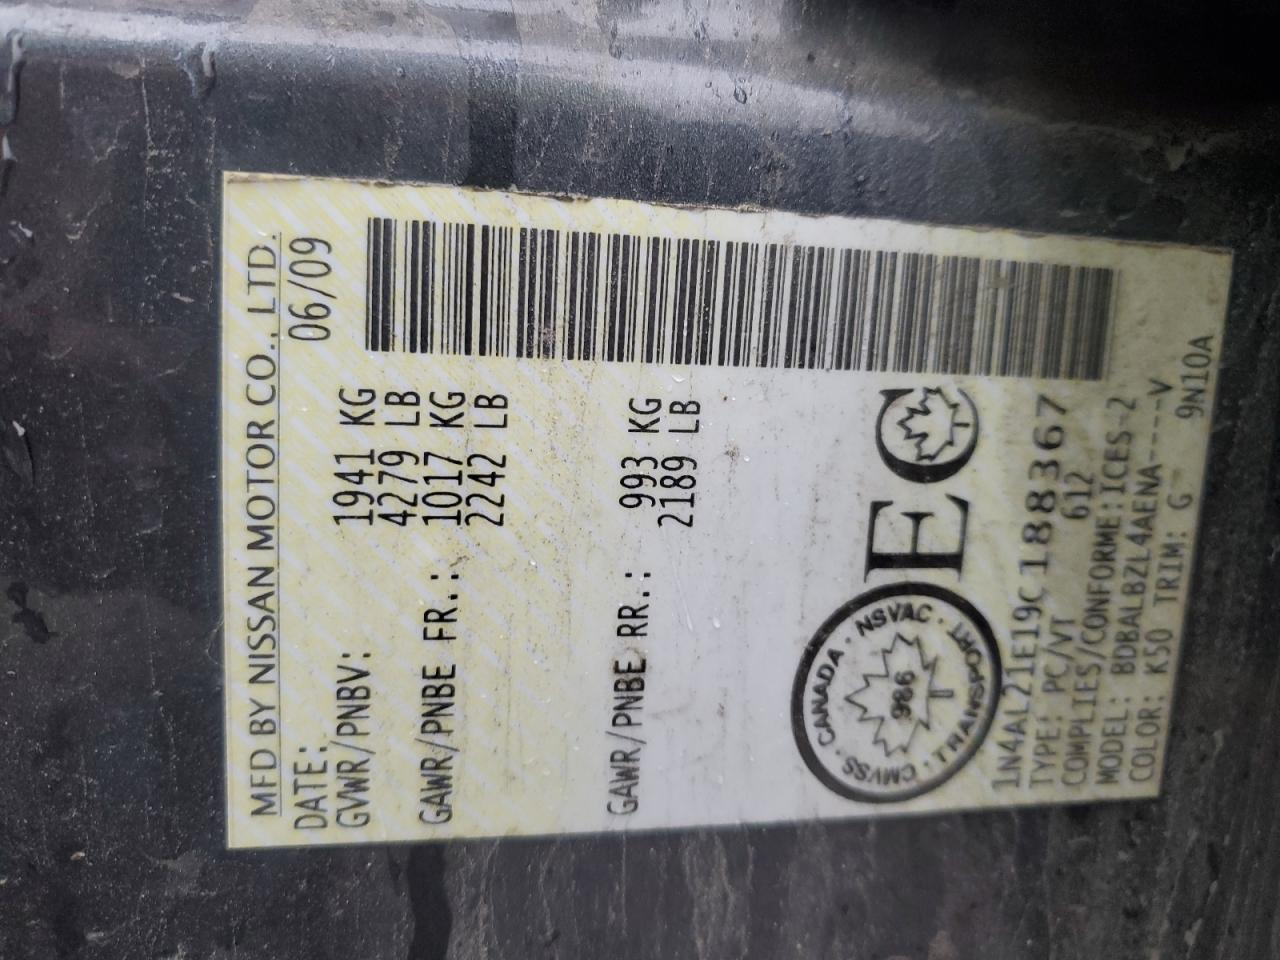 MFD BY NISSAN MOTOR CO., LTD.
DATE: 06/09
GVWR/PNBV: 1941 KG
4279 LB
GAWR/PNBE FR.: 1017 KG
2242 LB
GAWR/PNBE RR.: 993 KG
2189 LB
CANADA · NSVAC · TRANSPORT · CMVSS ·
986
EC
1N4AL21E19C188367
TYPE: PC/VT 612
COMPLIES/CONFORME:ICES-2
MODEL: BDBALBZL4AENA----V
COLOR: K50 TRIM: G 9N10A